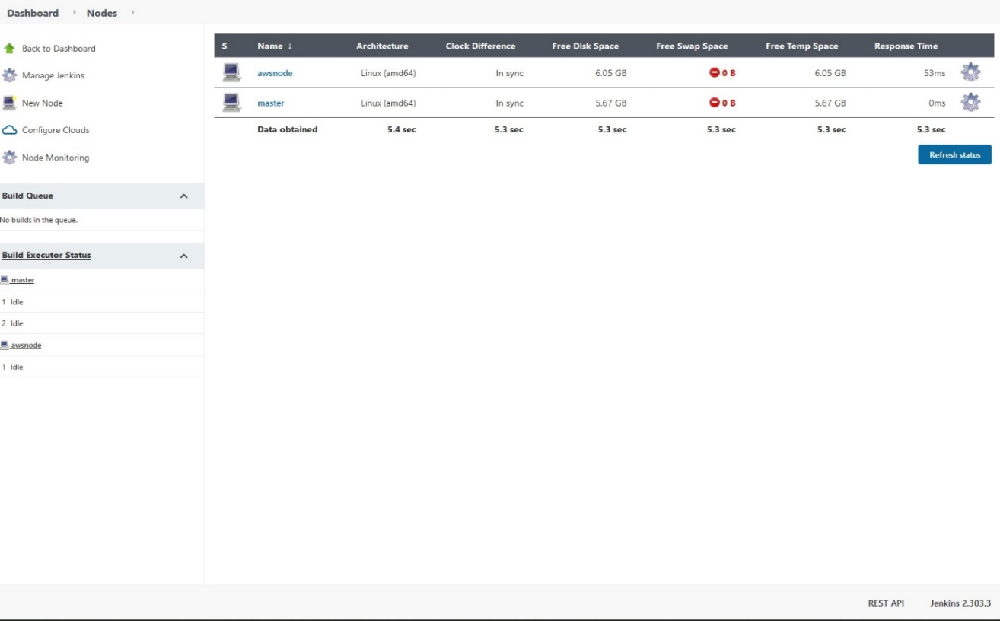 Dashboard Nodes
Back to Dashboard
Manage Jenkins
New Node
Configure Clouds
Node Monitoring
Build Queue
No builds in the queue.
Build Executor Status
master
1 Idle
2 Idle
awsnode
1 Idle
S Name ↓ Architecture Clock Difference Free Disk Space Free Swap Space Free Temp Space Response Time
awsnode Linux (amd64) In sync 6.05 GB 0 B 6.05 GB 53ms
master Linux (amd64) In sync 5.67 GB 0 B 5.67 GB 0ms
Data obtained 5.4 sec 5.3 sec 5.3 sec 5.3 sec 5.3 sec 5.3 sec
Refresh status
REST API Jenkins 2.303.3